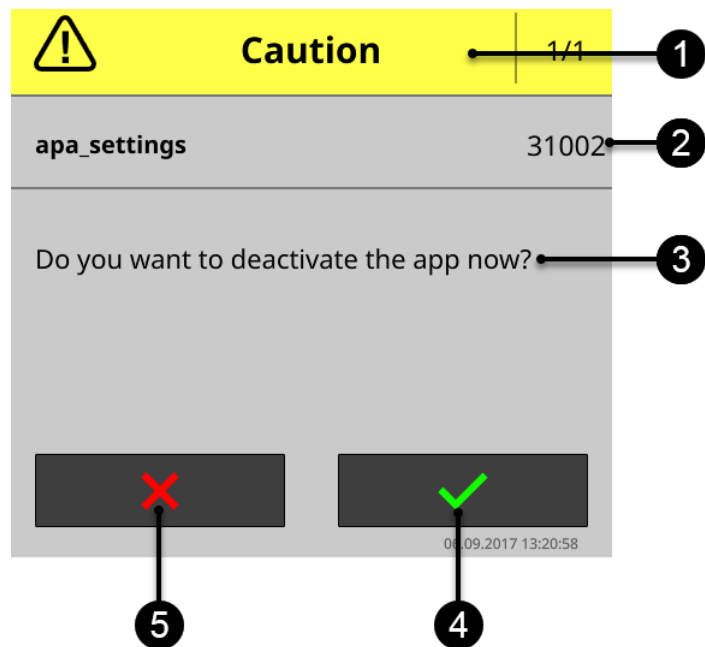 Caution
1/1
1
apa_settings
31002
2
Do you want to deactivate the app now?
3
06.09.2017 13:20:58
5
4